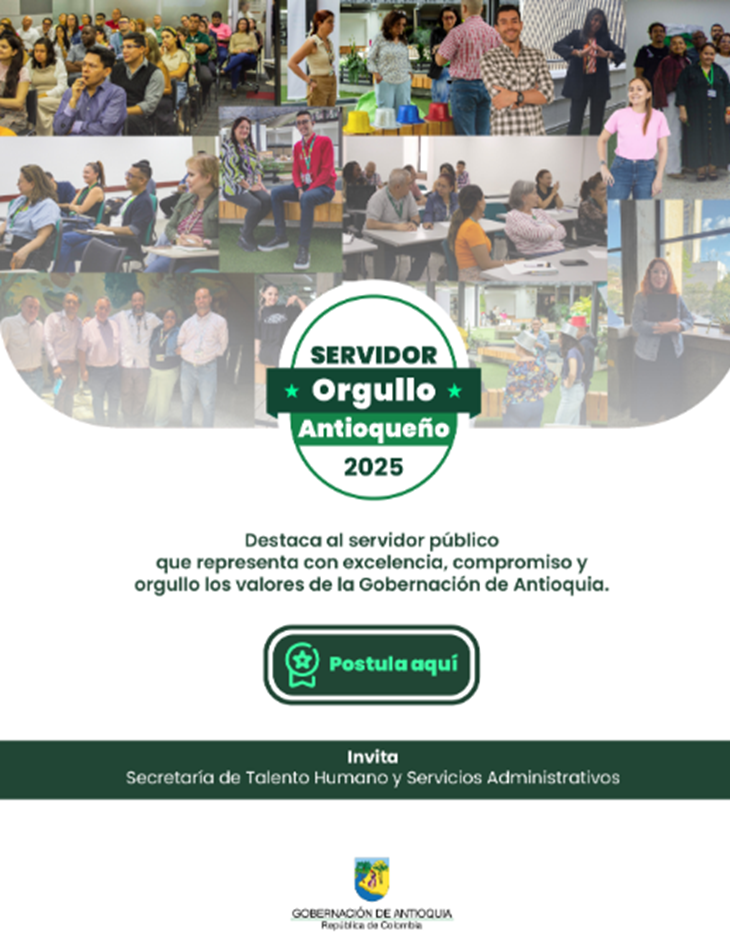 SERVIDOR
Orgullo
Antioqueño
2025
Destaca al servidor público
que representa con excelencia, compromiso y
orgullo los valores de la Gobernación de Antioquia.
Postula aquí
Invita
Secretaría de Talento Humano y Servicios Administrativos
GOBERNACIÓN DE ANTIOQUIA
República de Colombia